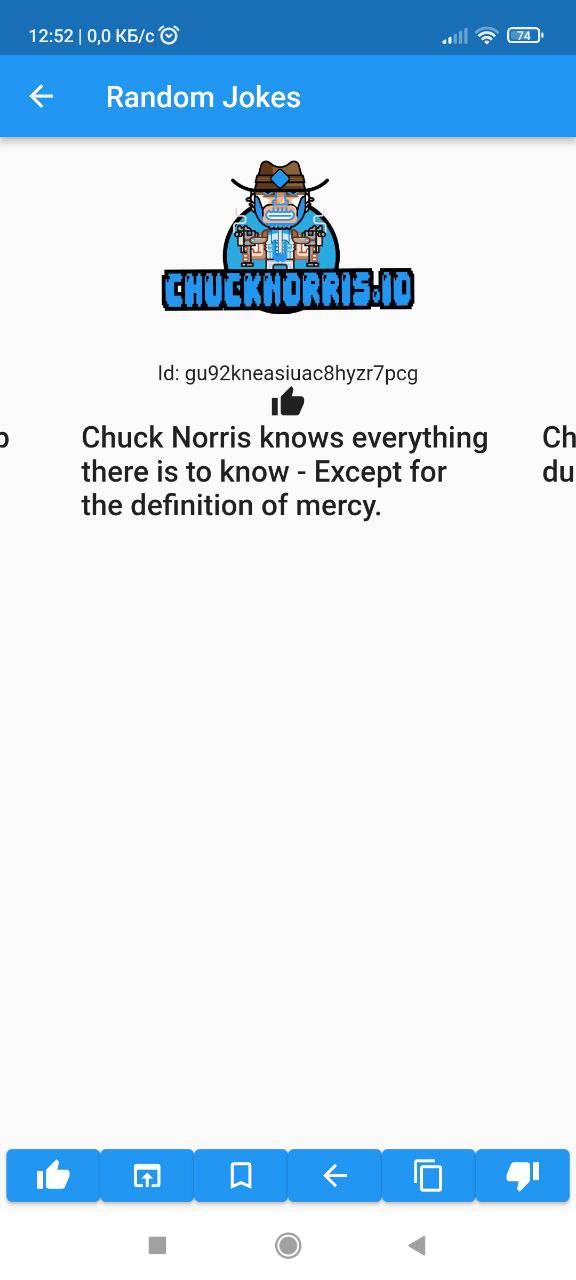 12:52 | 0,0 КБ/с
74
Random Jokes
CHUCKNORRIS.IO
Id: gu92kneasiuac8hyzr7pcg
Chuck Norris knows everything
there is to know - Except for
the definition of mercy.
Ch
du